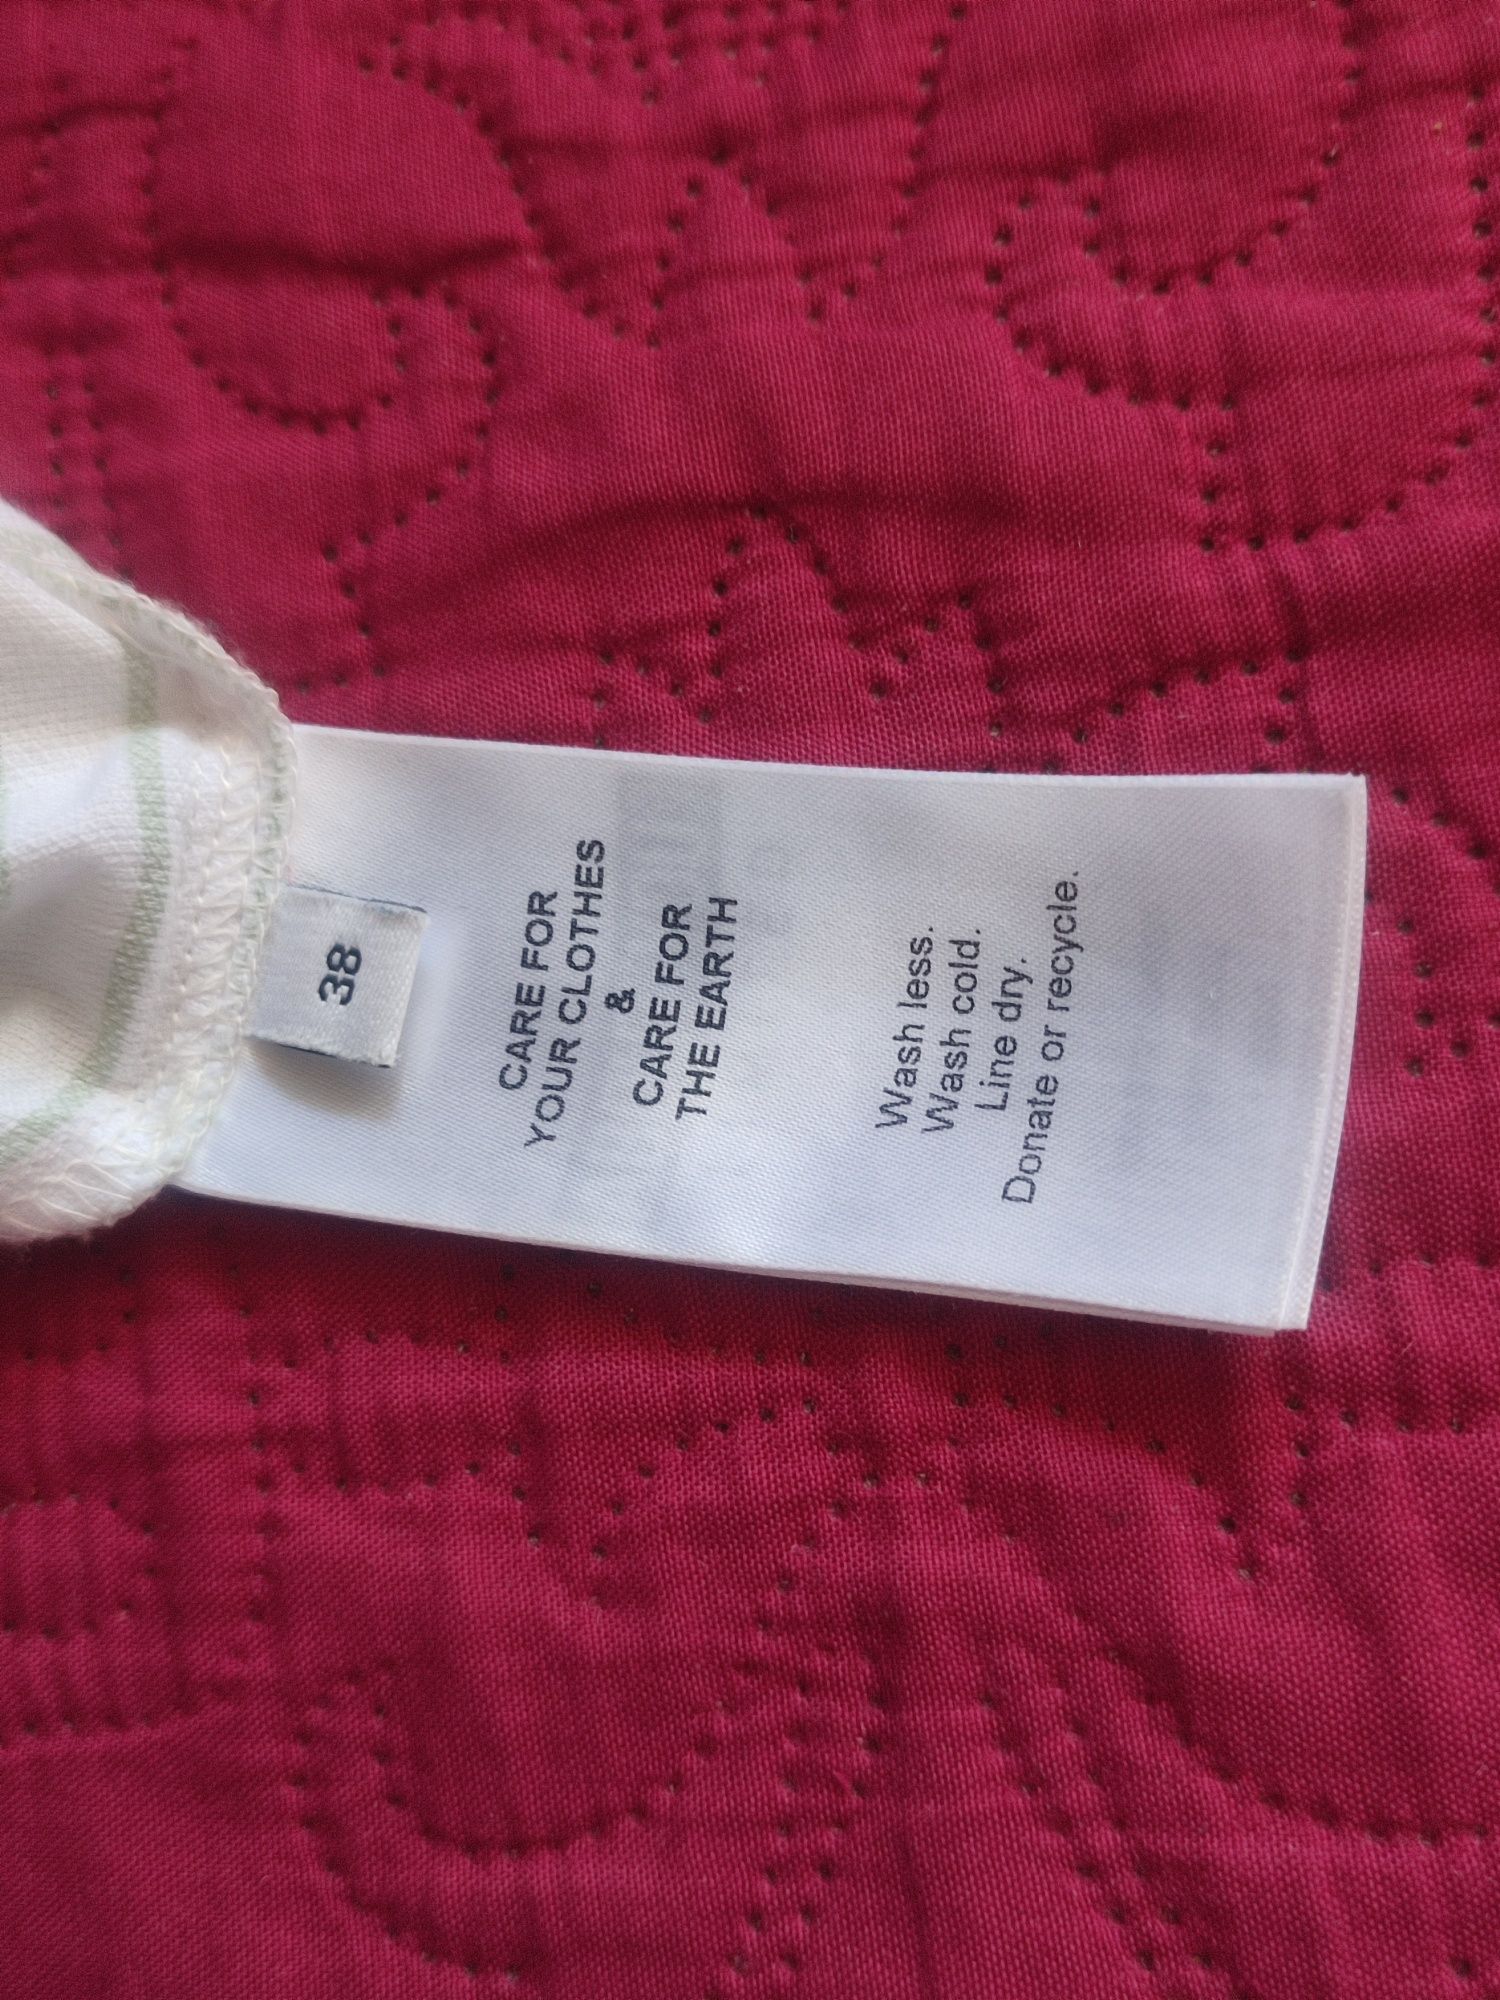 38
CARE FOR
YOUR CLOTHES
&
CARE FOR
THE EARTH
Wash less.
Wash cold.
Line dry.
Donate or recycle.